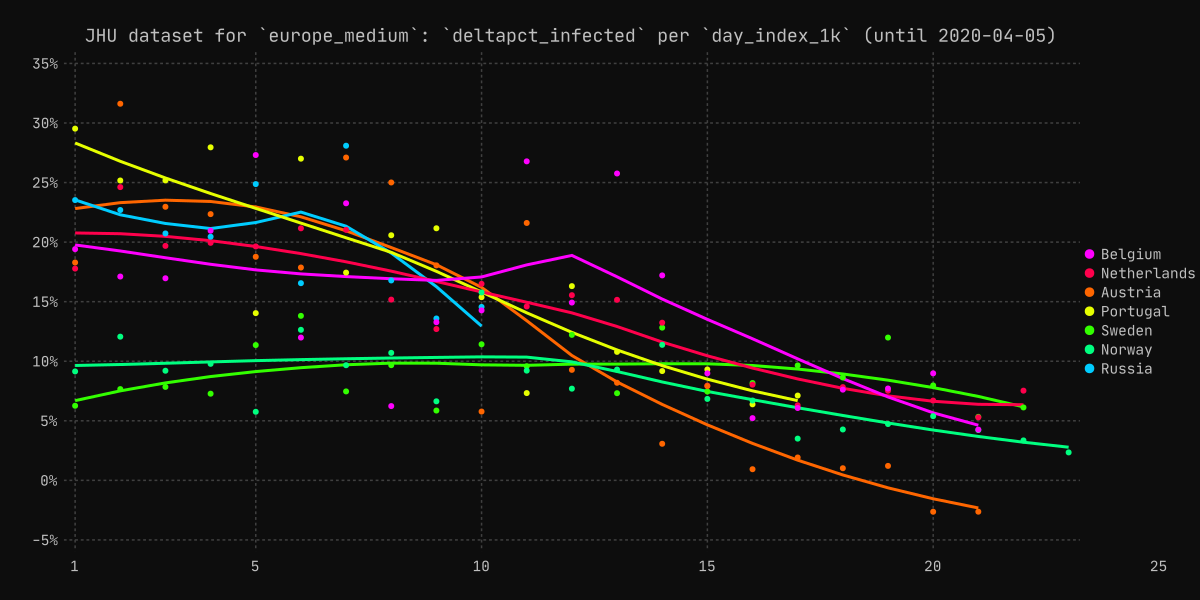 JHU dataset for `europe_medium`: `deltapct_infected` per `day_index_1k` (until 2020-04-05)
35%
30%
25%
20%
15%
10%
5%
0%
-5%
1 5 10 15 20 25
Belgium
Netherlands
Austria
Portugal
Sweden
Norway
Russia